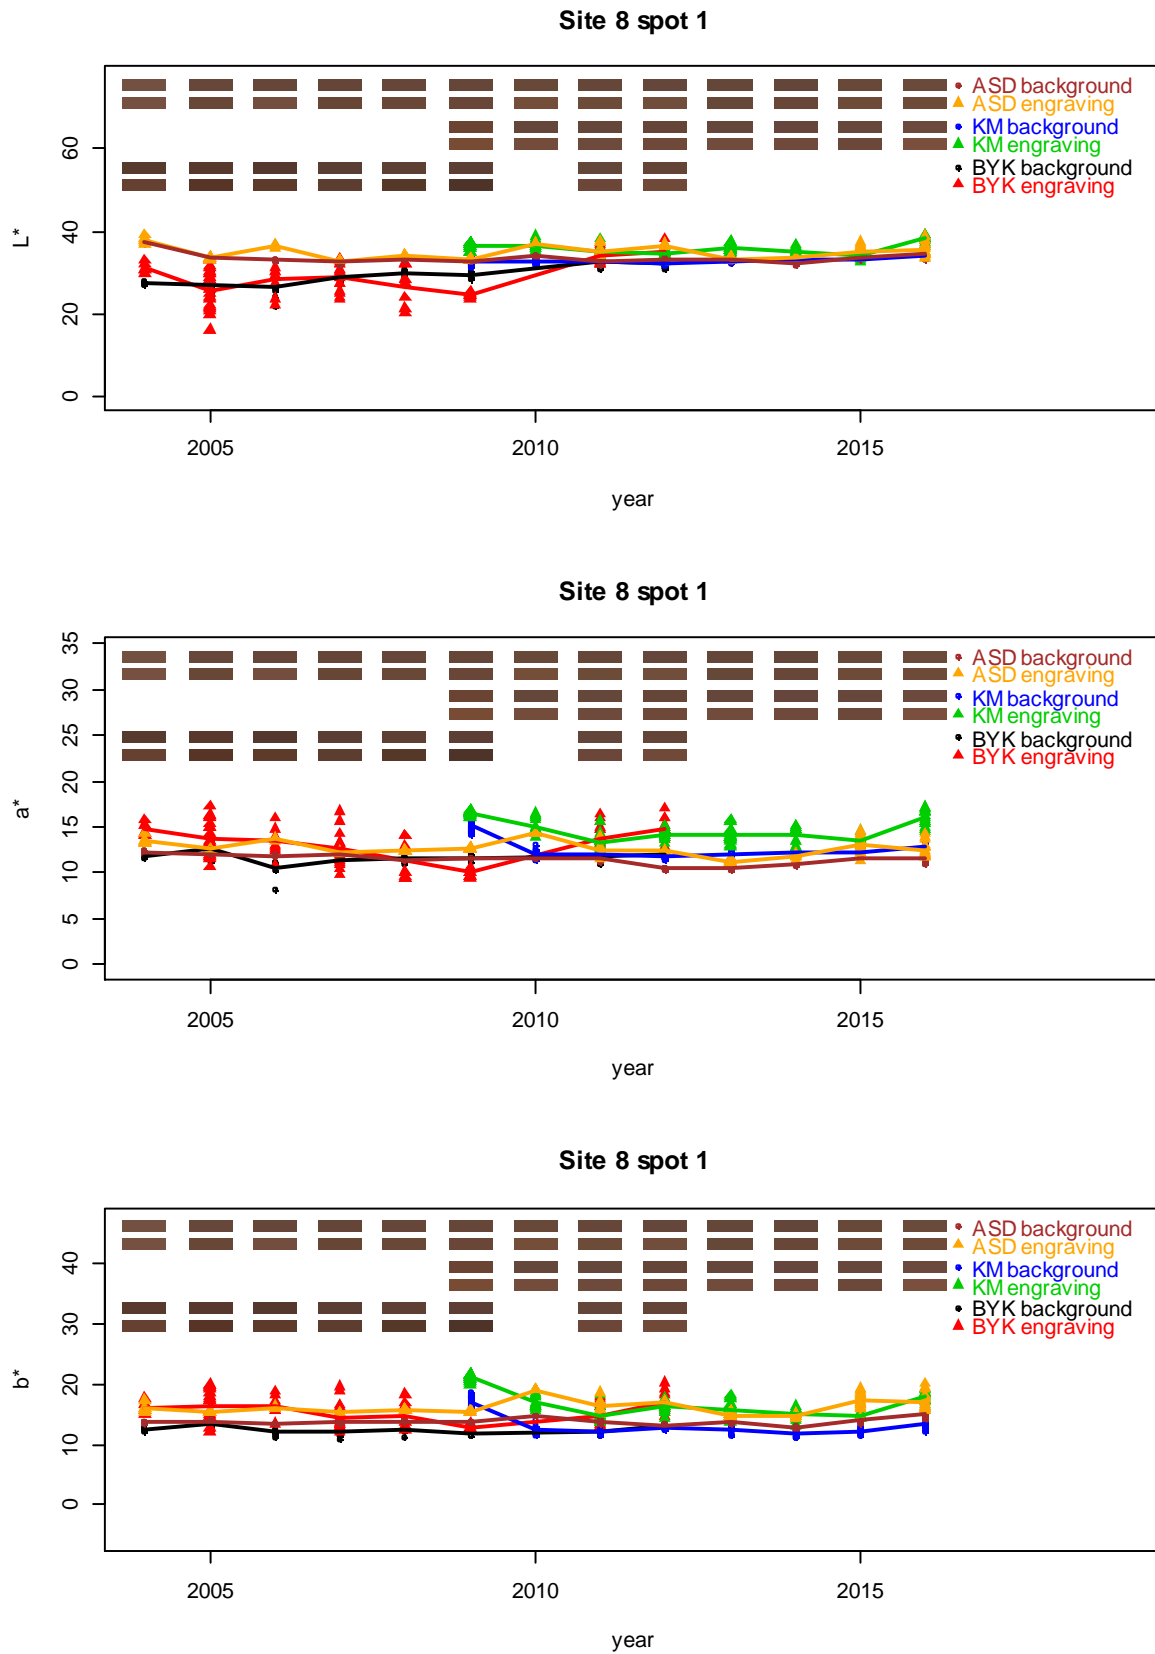 Site 8 spot 1
60
40
20
0
L*
ASD background
ASD engraving
KM background
KM engraving
BYK background
BYK engraving
2005 2010 2015
year
Site 8 spot 1
35
30
25
20
15
10
5
0
a*
ASD background
ASD engraving
KM background
KM engraving
BYK background
BYK engraving
2005 2010 2015
year
Site 8 spot 1
40
30
20
10
0
b*
ASD background
ASD engraving
KM background
KM engraving
BYK background
BYK engraving
2005 2010 2015
year